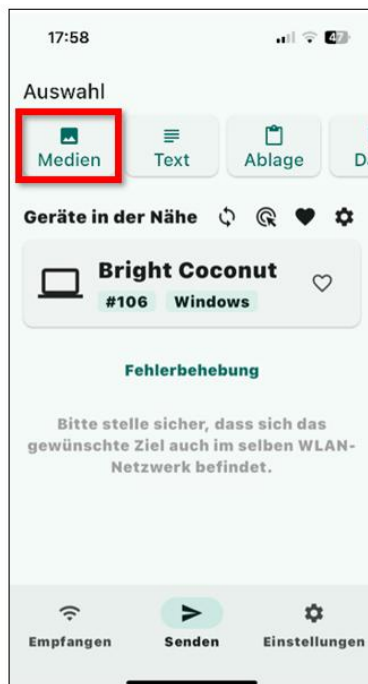 17:58
47
Auswahl
Medien
Text
Ablage
Geräte in der Nähe
Bright Coconut
#106 Windows
Fehlerbehebung
Bitte stelle sicher, dass sich das
gewünschte Ziel auch im selben WLAN-
Netzwerk befindet.
Empfangen
Senden
Einstellungen